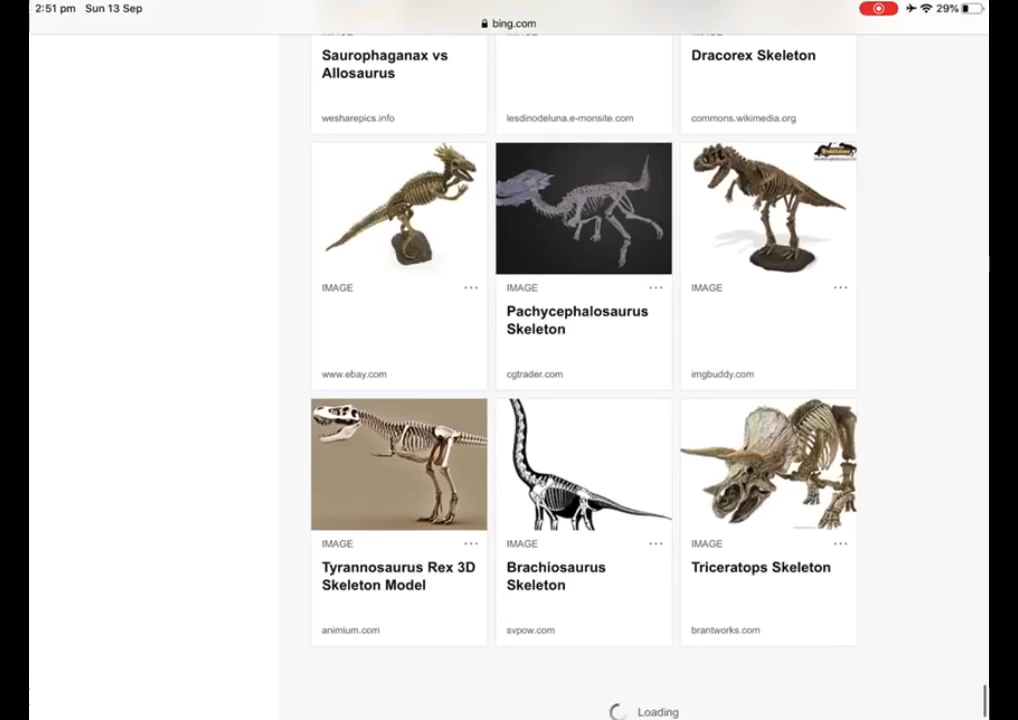 2:51 pm Sun 13 Sep
29%
bing.com
Saurophaganax vs
Allosaurus
Dracorex Skeleton
wesharepics.info
lesdinodeluna.e-monsite.com
commons.wikimedia.org
IMAGE
IMAGE
IMAGE
Pachycephalosaurus
Skeleton
www.ebay.com
cgtrader.com
imgbuddy.com
IMAGE
IMAGE
IMAGE
Tyrannosaurus Rex 3D
Skeleton Model
Brachiosaurus
Skeleton
Triceratops Skeleton
animium.com
svpow.com
brantworks.com
Loading